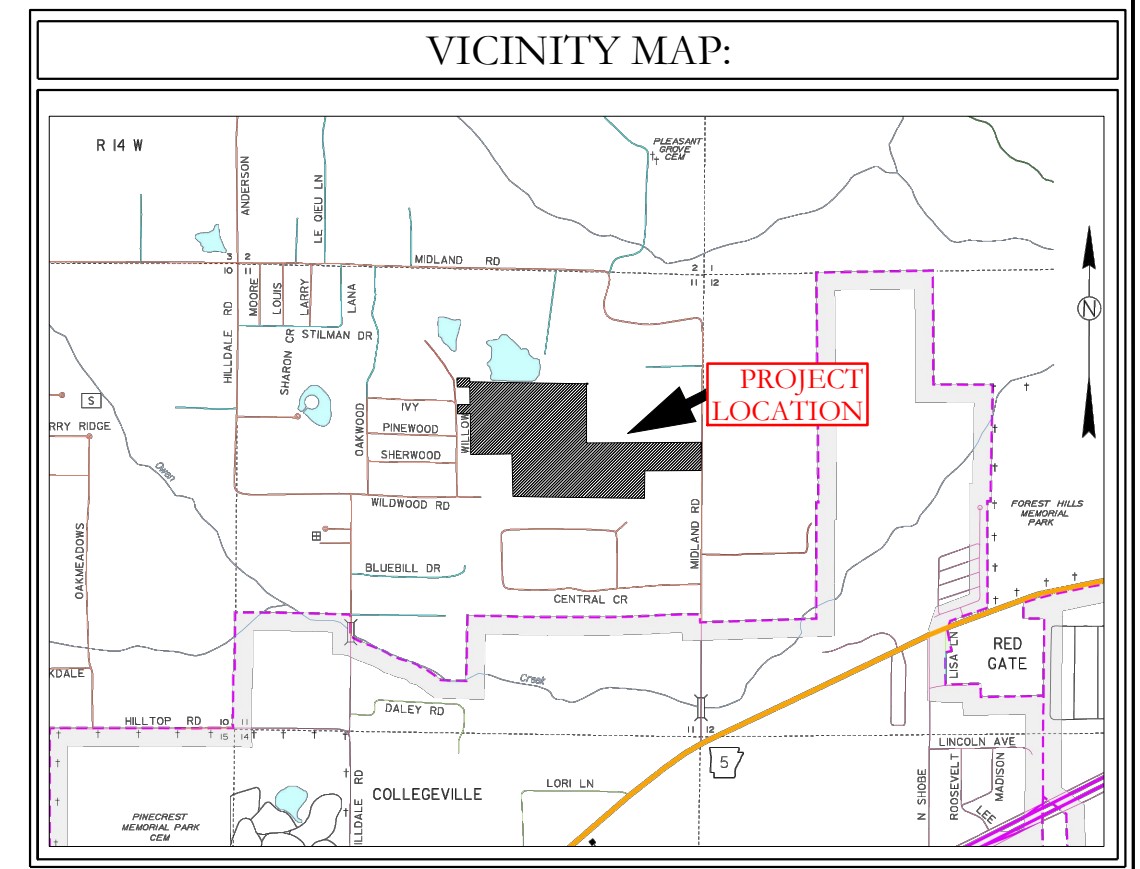 VICINITY MAP:
R 14 W
PLEASANT
GROVE
CEM
ANDERSON
LE OIEU LN
3 2
10 11
MIDLAND RD
2 1
11 12
HILLDALE RD
MOORE
LOUIS
LARRY
LANA
STILMAN DR
SHARON CR
N
PROJECT
LOCATION
S
RRY RIDGE
IVY
PINEWOOD
SHERWOOD
OAKWOOD
WILLOW
WILDWOOD RD
Owen
OAKMEADOWS
MIDLAND RD
FOREST HILLS
MEMORIAL
PARK
BLUEBILL DR
CENTRAL CR
LISA LN
RED
GATE
KDALE
Creek
DALEY RD
HILLTOP RD
10 11
15 14
11 12
5
LINCOLN AVE
LORI LN
COLLEGEVILLE
ILLDALE RD
N SHOBE
ROOSEVELT
MADISON
LEE
PINECREST
MEMORIAL PARK
CEM